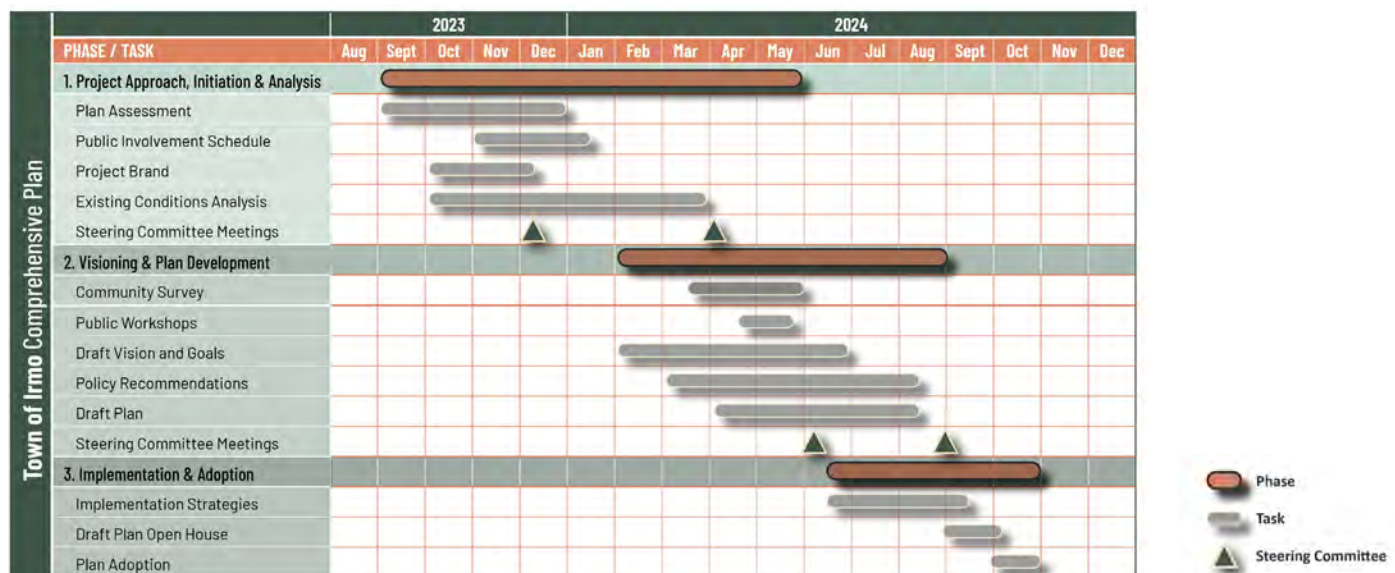 2023 2024
PHASE / TASK Aug Sept Oct Nov Dec Jan Feb Mar Apr May Jun Jul Aug Sept Oct Nov Dec
Town of Irmo Comprehensive Plan
1. Project Approach, Initiation & Analysis
Plan Assessment
Public Involvement Schedule
Project Brand
Existing Conditions Analysis
Steering Committee Meetings
2. Visioning & Plan Development
Community Survey
Public Workshops
Draft Vision and Goals
Policy Recommendations
Draft Plan
Steering Committee Meetings
3. Implementation & Adoption
Implementation Strategies
Draft Plan Open House
Plan Adoption
Phase
Task
Steering Committee